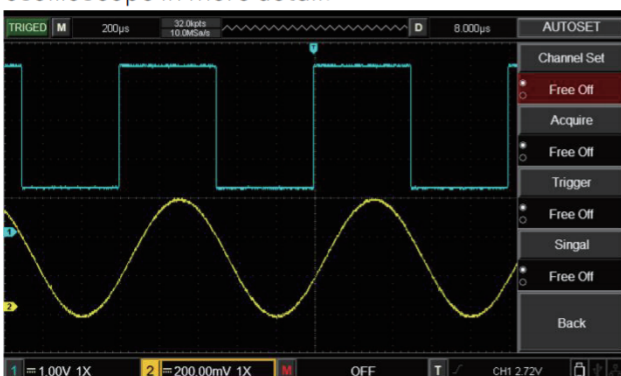 TRIGED M 200μs 32.0kpts D 8.000μs AUTOSET
10.0MSa/s
T
Channel Set
Free Off
Acquire
Free Off
Trigger
Free Off
1
Singal
Free Off
2
Back
1 1.00V 1X 2 200.00mV 1X M OFF T CH1 2.72V